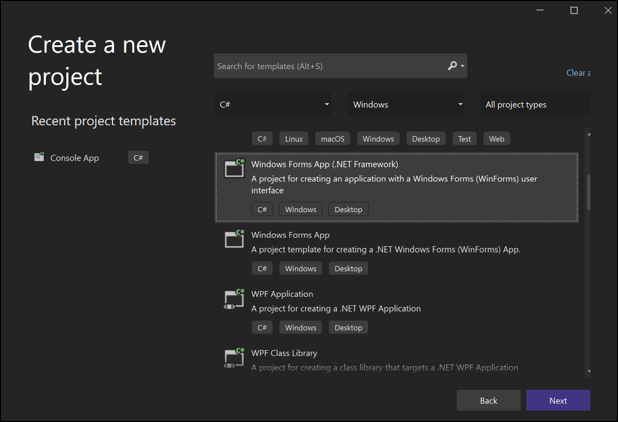 Create a new
project
Recent project templates
Console App C#
Search for templates (Alt+S)
Clear a
C# Windows All project types
C# Linux macOS Windows Desktop Test Web
C#
Windows Forms App (.NET Framework)
A project for creating an application with a Windows Forms (WinForms) user
interface
C# Windows Desktop
C#
Windows Forms App
A project template for creating a .NET Windows Forms (WinForms) App.
C# Windows Desktop
C#
WPF Application
A project for creating a .NET WPF Application
C# Windows Desktop
C#
WPF Class Library
A project for creating a class library that targets a .NET WPF Application
Back Next